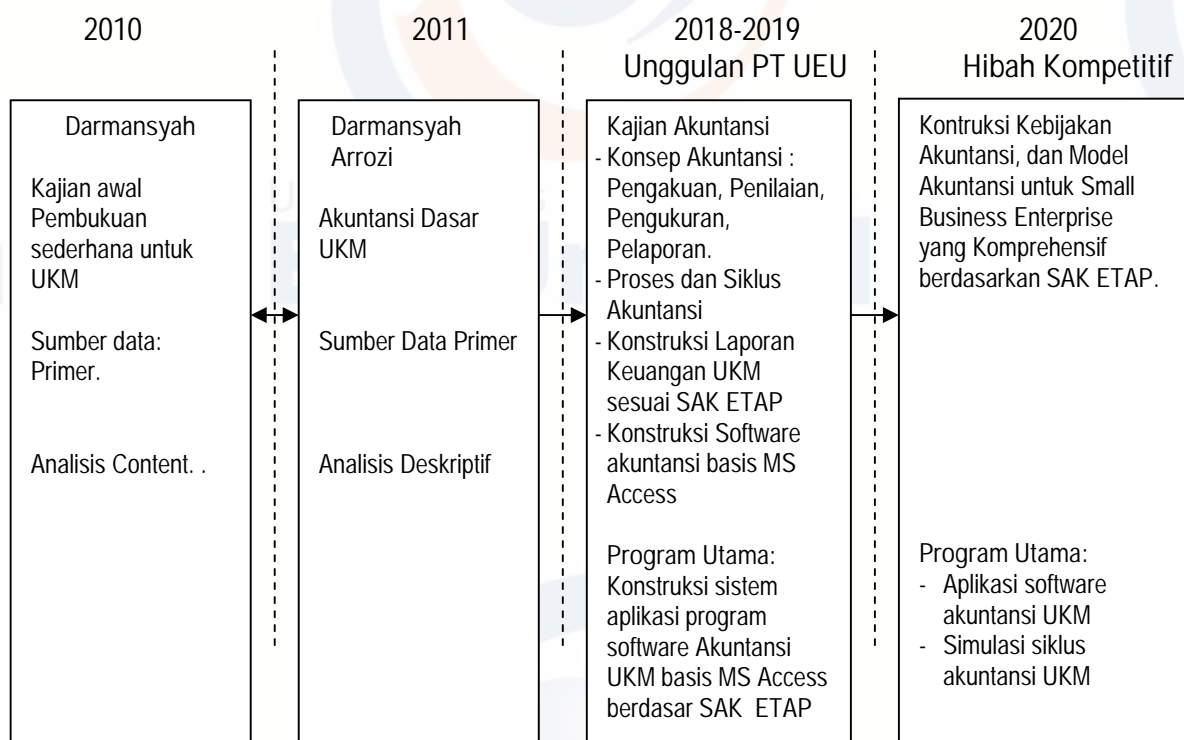 2010
2011
2018-2019
Unggulan PT UEU
2020
Hibah Kompetitif
Darmansyah
Kajian awal
Pembukuan
sederhana untuk
UKM
Sumber data:
Primer.
Analisis Content. .
Darmansyah
Arrozi
Akuntansi Dasar
UKM
Sumber Data Primer
Analisis Deskriptif
Kajian Akuntansi
- Konsep Akuntansi :
Pengakuan, Penilaian,
Pengukuran,
Pelaporan.
- Proses dan Siklus
Akuntansi
- Konstruksi Laporan
Keuangan UKM
sesuai SAK ETAP
- Konstruksi Software
akuntansi basis MS
Access
Program Utama:
Konstruksi sistem
aplikasi program
software Akuntansi
UKM basis MS Access
berdasar SAK ETAP
Kontruksi Kebijakan
Akuntansi, dan Model
Akuntansi untuk Small
Business Enterprise
yang Komprehensif
berdasarkan SAK ETAP.
Program Utama:
- Aplikasi software
akuntansi UKM
- Simulasi siklus
akuntansi UKM